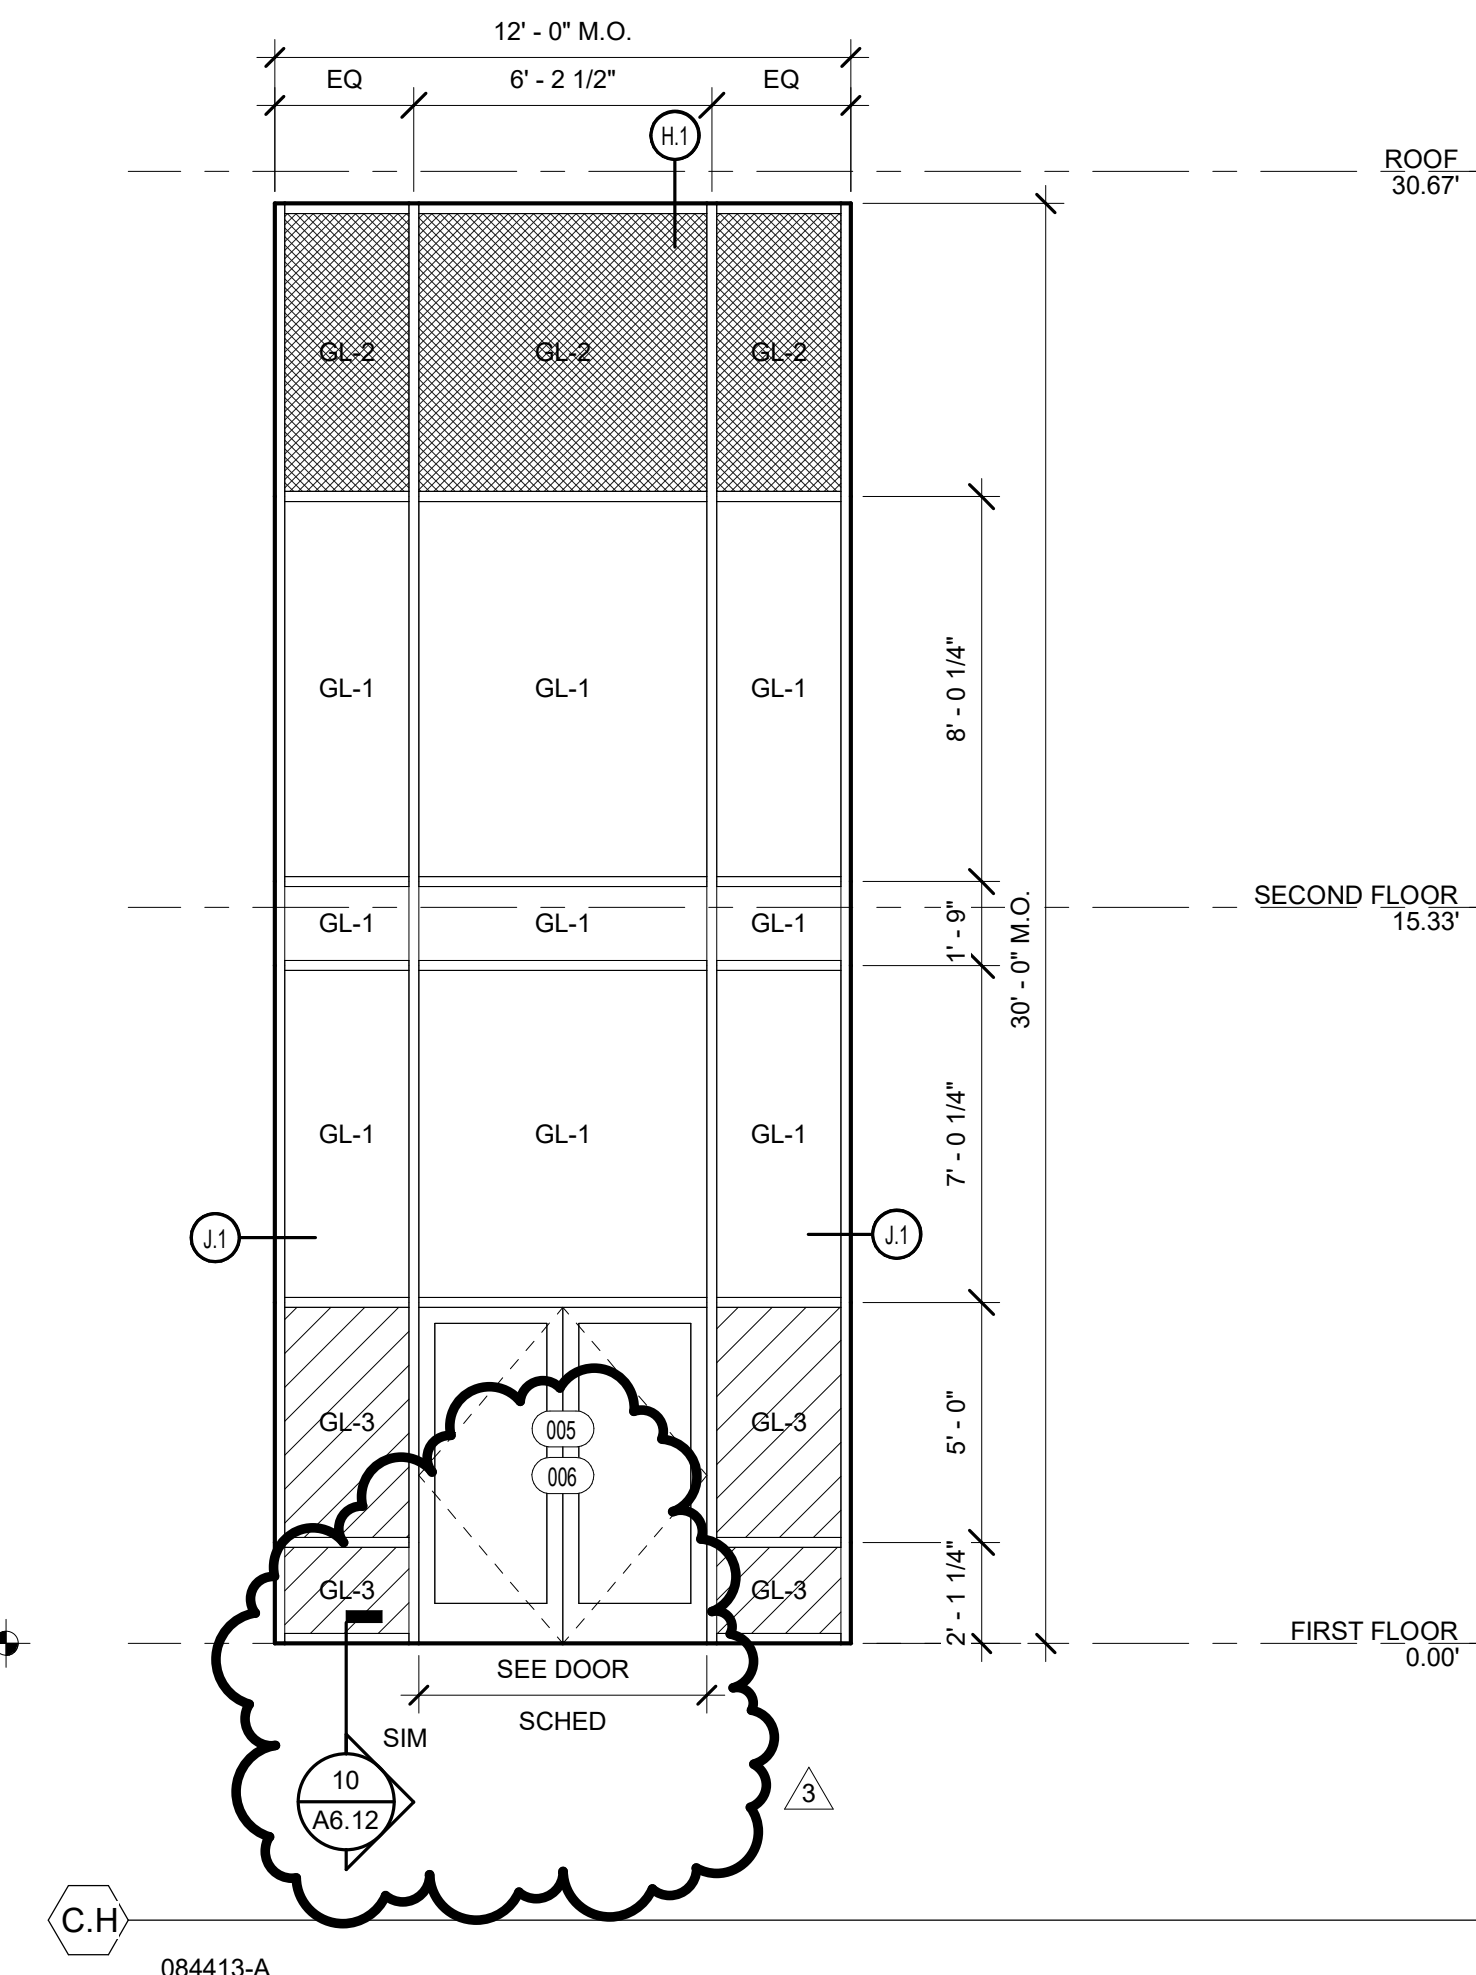 12' - 0" M.O.
EQ
6' - 2 1/2"
EQ
H.1
ROOF
30.67'
GL-2
GL-2
GL-2
8' - 0 1/4"
GL-1
GL-1
GL-1
SECOND FLOOR
15.33'
GL-1
GL-1
GL-1
1' - 9"
30' - 0" M.O.
GL-1
GL-1
GL-1
7' - 0 1/4"
J.1
J.1
GL-3
005
006
GL-3
5' - 0"
GL-3
GL-3
2' - 1 1/4"
FIRST FLOOR
0.00'
SEE DOOR
SCHED
SIM
10
A6.12
3
C.H
084413-A